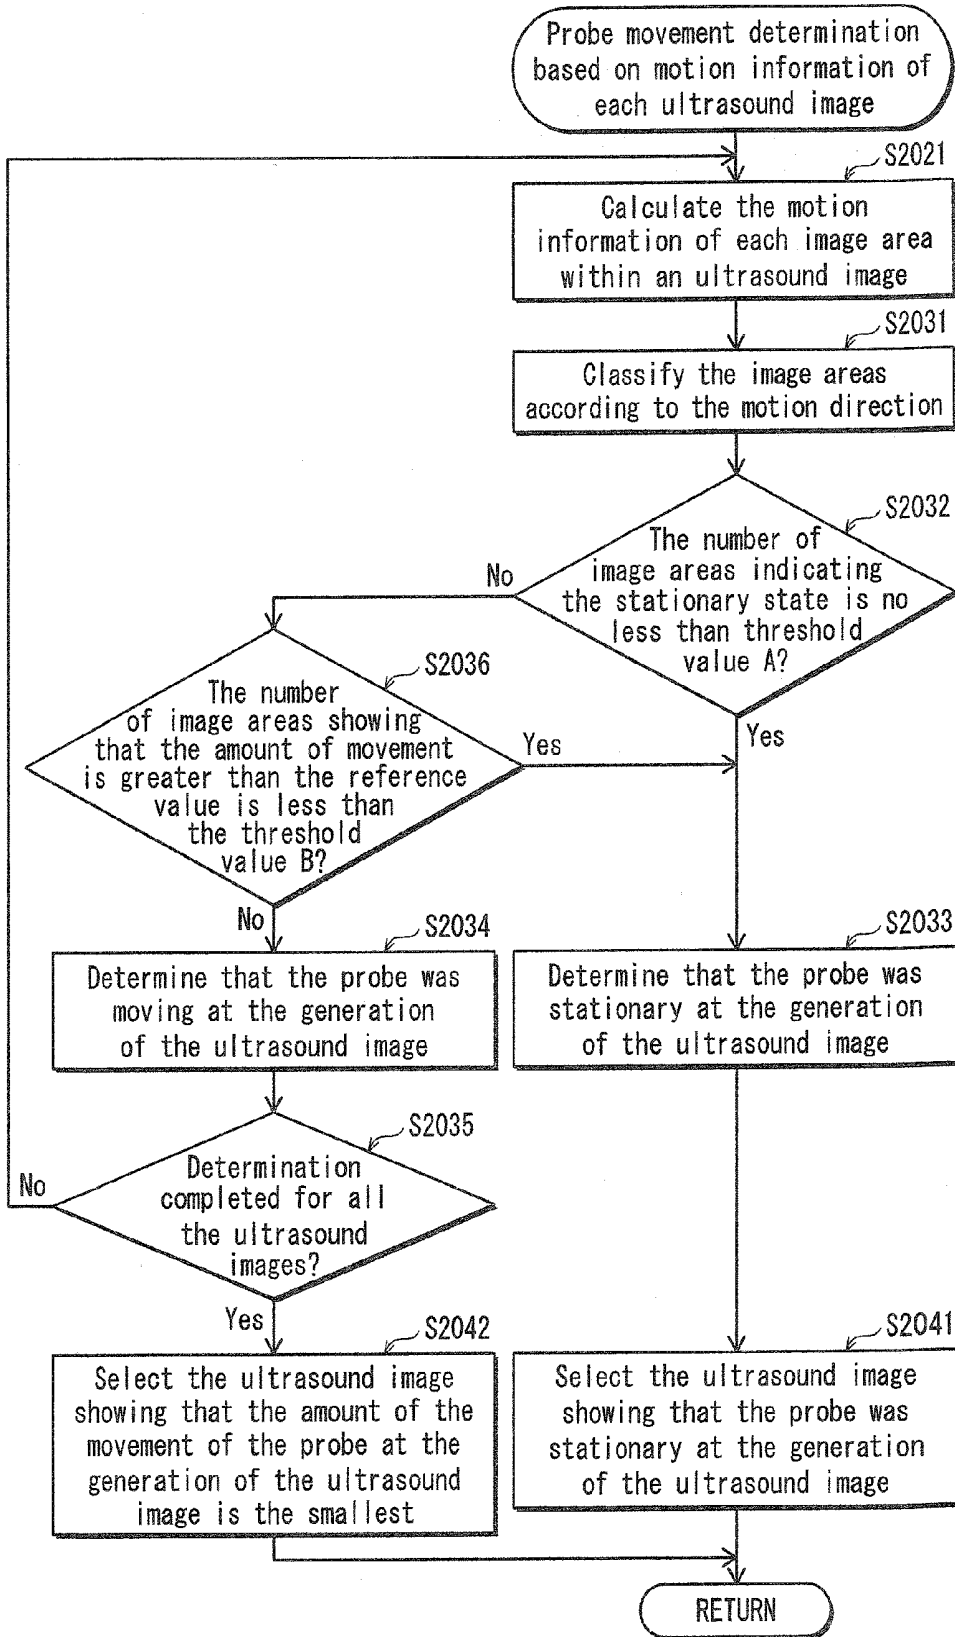 Probe movement determination
based on motion information of
each ultrasound image
S2021
Calculate the motion
information of each image area
within an ultrasound image
S2031
Classify the image areas
according to the motion direction
S2032
The number of
image areas indicating
the stationary state is no
less than threshold
value A?
No
Yes
S2036
The number
of image areas showing
that the amount of movement
is greater than the reference
value is less than
the threshold
value B?
Yes
No
S2034
Determine that the probe was
moving at the generation
of the ultrasound image
S2033
Determine that the probe was
stationary at the generation
of the ultrasound image
S2035
Determination
completed for all
the ultrasound
images?
No
Yes
S2042
Select the ultrasound image
showing that the amount of the
movement of the probe at the
generation of the ultrasound
image is the smallest
S2041
Select the ultrasound image
showing that the probe was
stationary at the generation
of the ultrasound image
RETURN